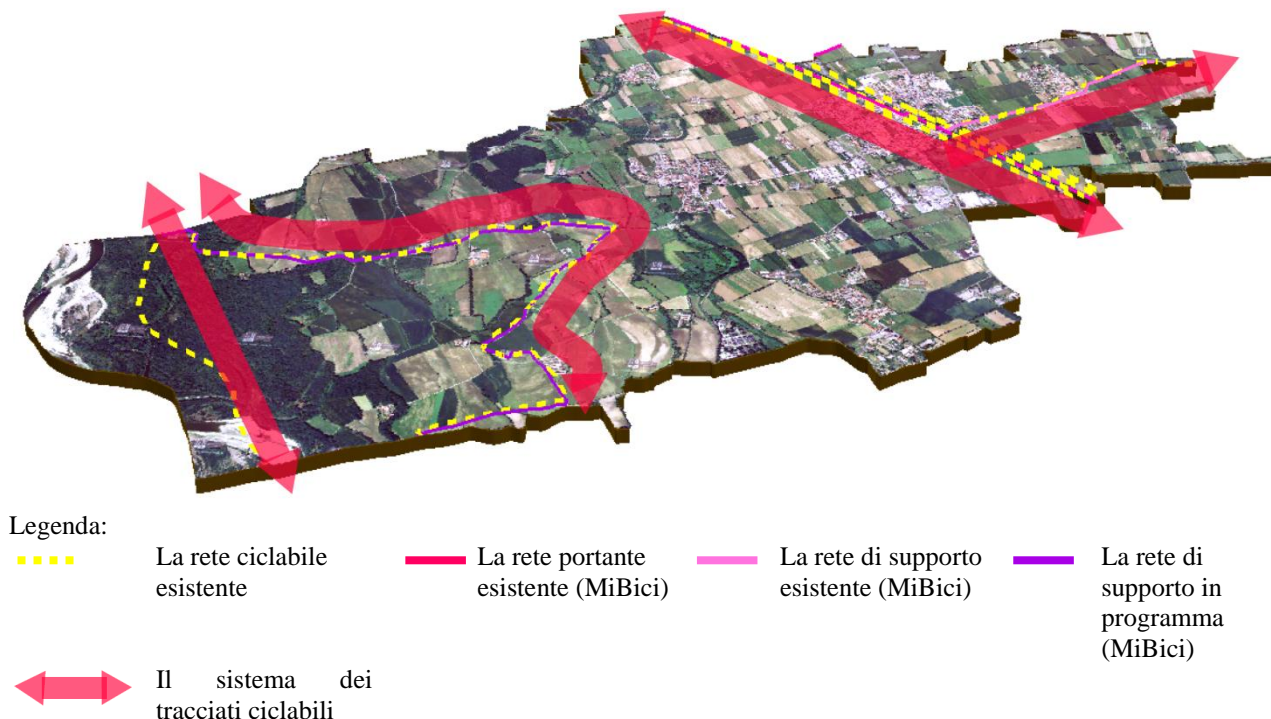 Legenda:
La rete ciclabile
esistente
La rete portante
esistente (MiBici)
La rete di supporto
esistente (MiBici)
La rete di
supporto in
programma
(MiBici)
Il sistema dei
tracciati ciclabili